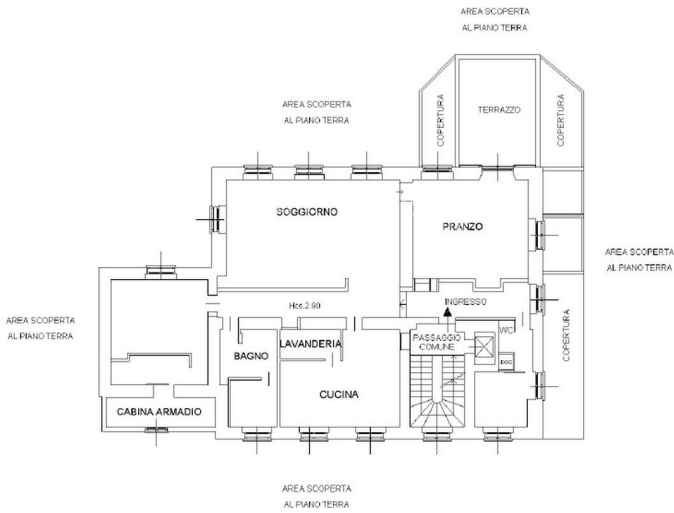 AREA SCOPERTA
AL PIANO TERRA
AREA SCOPERTA
AL PIANO TERRA
COPERTURA
TERRAZZO
COPERTURA
SOGGIORNO
PRANZO
AREA SCOPERTA
AL PIANO TERRA
Hcs.2.90
INGRESSO
AREA SCOPERTA
AL PIANO TERRA
PASSAGGIO
COMUNE
WC
COPERTURA
BAGNO
LAVANDERIA
CUCINA
CABINA ARMADIO
AREA SCOPERTA
AL PIANO TERRA